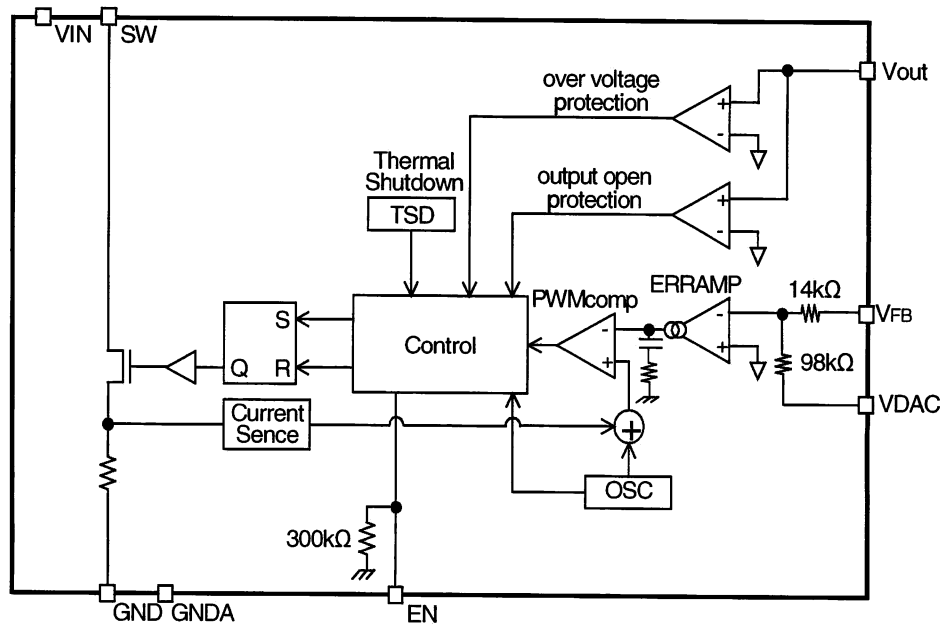 VIN SW
over voltage
protection
Vout
+
-
Thermal
Shutdown
TSD
output open
protection
+
-
PWMcomp
ERRAMP
14kΩ
VFB
S
Q R
Control
-
+
-
+
98kΩ
VDAC
Current
Sence
+
OSC
300kΩ
GND GNDA
EN